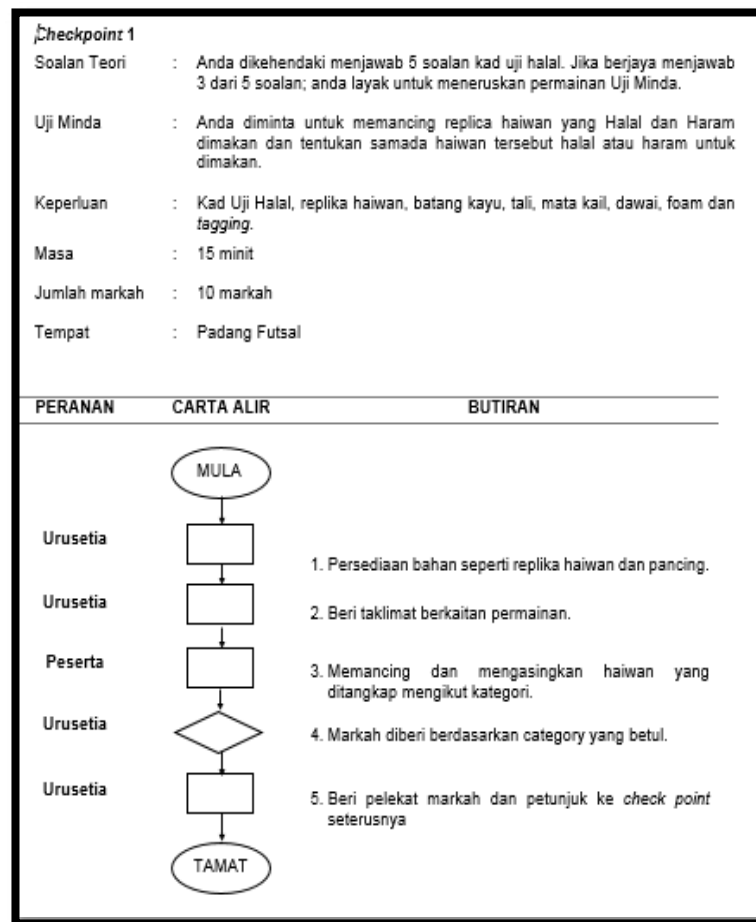 Checkpoint 1
Soalan Teori : Anda dikehendaki menjawab 5 soalan kad uji halal. Jika berjaya menjawab
3 dari 5 soalan; anda layak untuk meneruskan permainan Uji Minda.
Uji Minda : Anda diminta untuk memancing replica haiwan yang Halal dan Haram
dimakan dan tentukan samada haiwan tersebut halal atau haram untuk
dimakan.
Keperluan : Kad Uji Halal, replika haiwan, batang kayu, tali, mata kail, dawai, foam dan
tagging.
Masa : 15 minit
Jumlah markah : 10 markah
Tempat : Padang Futsal
PERANAN CARTA ALIR BUTIRAN
MULA
Urusetia
1. Persediaan bahan seperti replika haiwan dan pancing.
Urusetia
2. Beri taklimat berkaitan permainan.
Peserta
3. Memancing dan mengasingkan haiwan yang
ditangkap mengikut kategori.
Urusetia
4. Markah diberi berdasarkan category yang betul.
Urusetia
5. Beri pelekat markah dan petunjuk ke check point
seterusnya
TAMAT